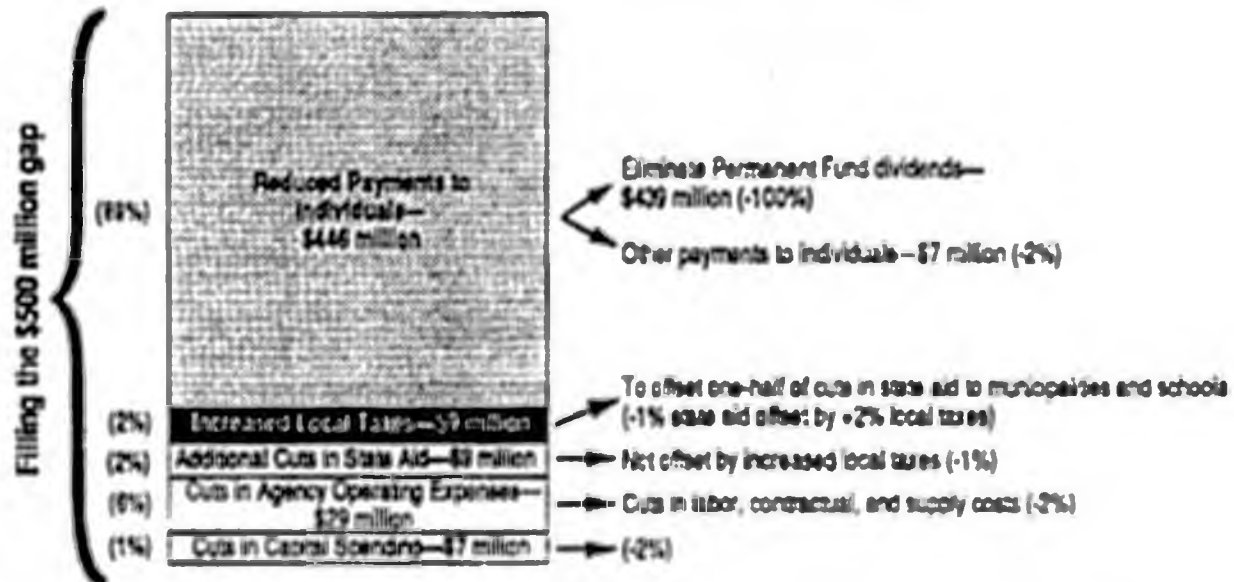 Filling the $500 million gap
(89%)
Reduced Payments to
Individuals—
$446 million
Eliminate Permanent Fund dividends—
$439 million (-100%)
Other payments to individuals—$7 million (-2%)
(2%)
Increased Local Taxes—$9 million
To offset one-half of cuts in state aid to municipalities and schools
(-1% state aid offset by +2% local taxes)
(2%)
Additional Cuts in State Aid—$9 million
Not offset by increased local taxes (-1%)
(6%)
Cuts in Agency Operating Expenses—
$29 million
Cuts in labor, contractual, and supply costs (-2%)
(1%)
Cuts in Capital Spending—$7 million
(-2%)